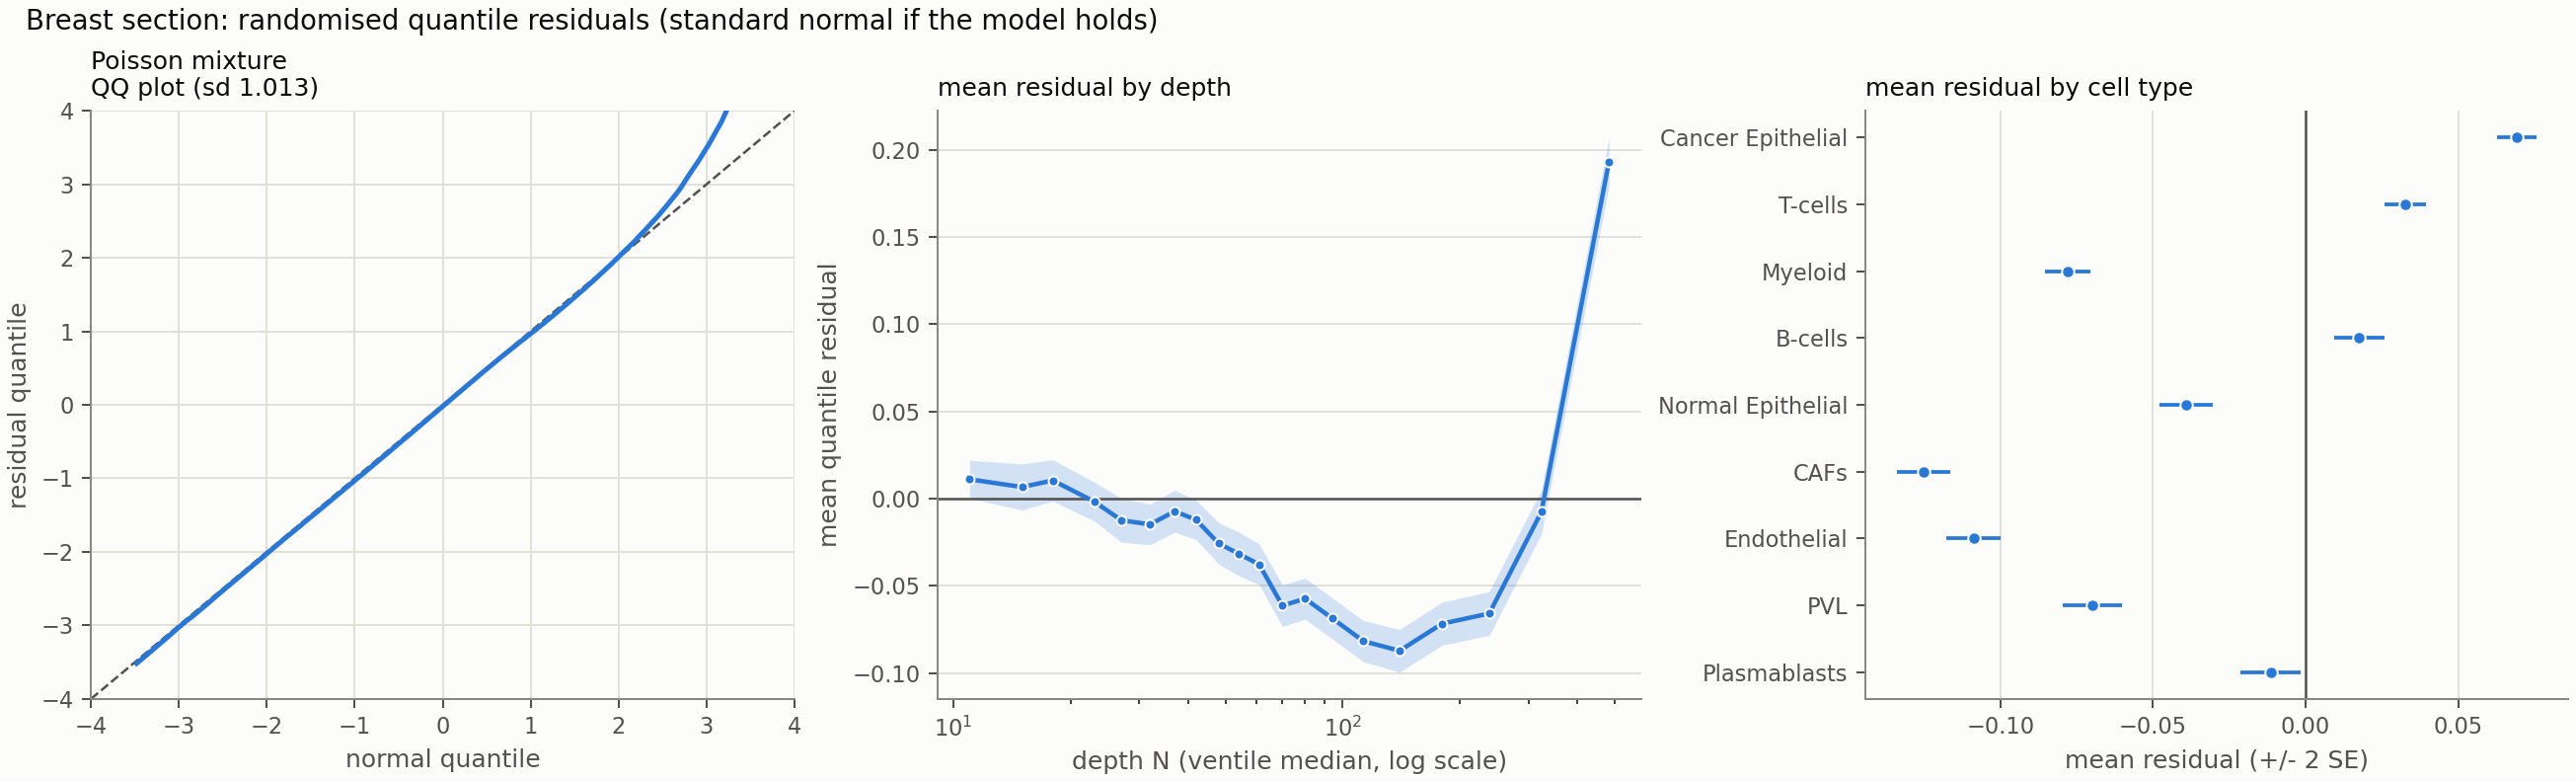 Breast section: randomised quantile residuals (standard normal if the model holds)
Poisson mixture
QQ plot (sd 1.013)
4
3
2
1
0
−1
−2
−3
−4
residual quantile
−4 −3 −2 −1 0 1 2 3 4
normal quantile
mean residual by depth
0.20
0.15
0.10
0.05
0.00
−0.05
−0.10
mean quantile residual
10¹ 10²
depth N (ventile median, log scale)
mean residual by cell type
Cancer Epithelial
T-cells
Myeloid
B-cells
Normal Epithelial
CAFs
Endothelial
PVL
Plasmablasts
−0.10 −0.05 0.00 0.05
mean residual (+/- 2 SE)